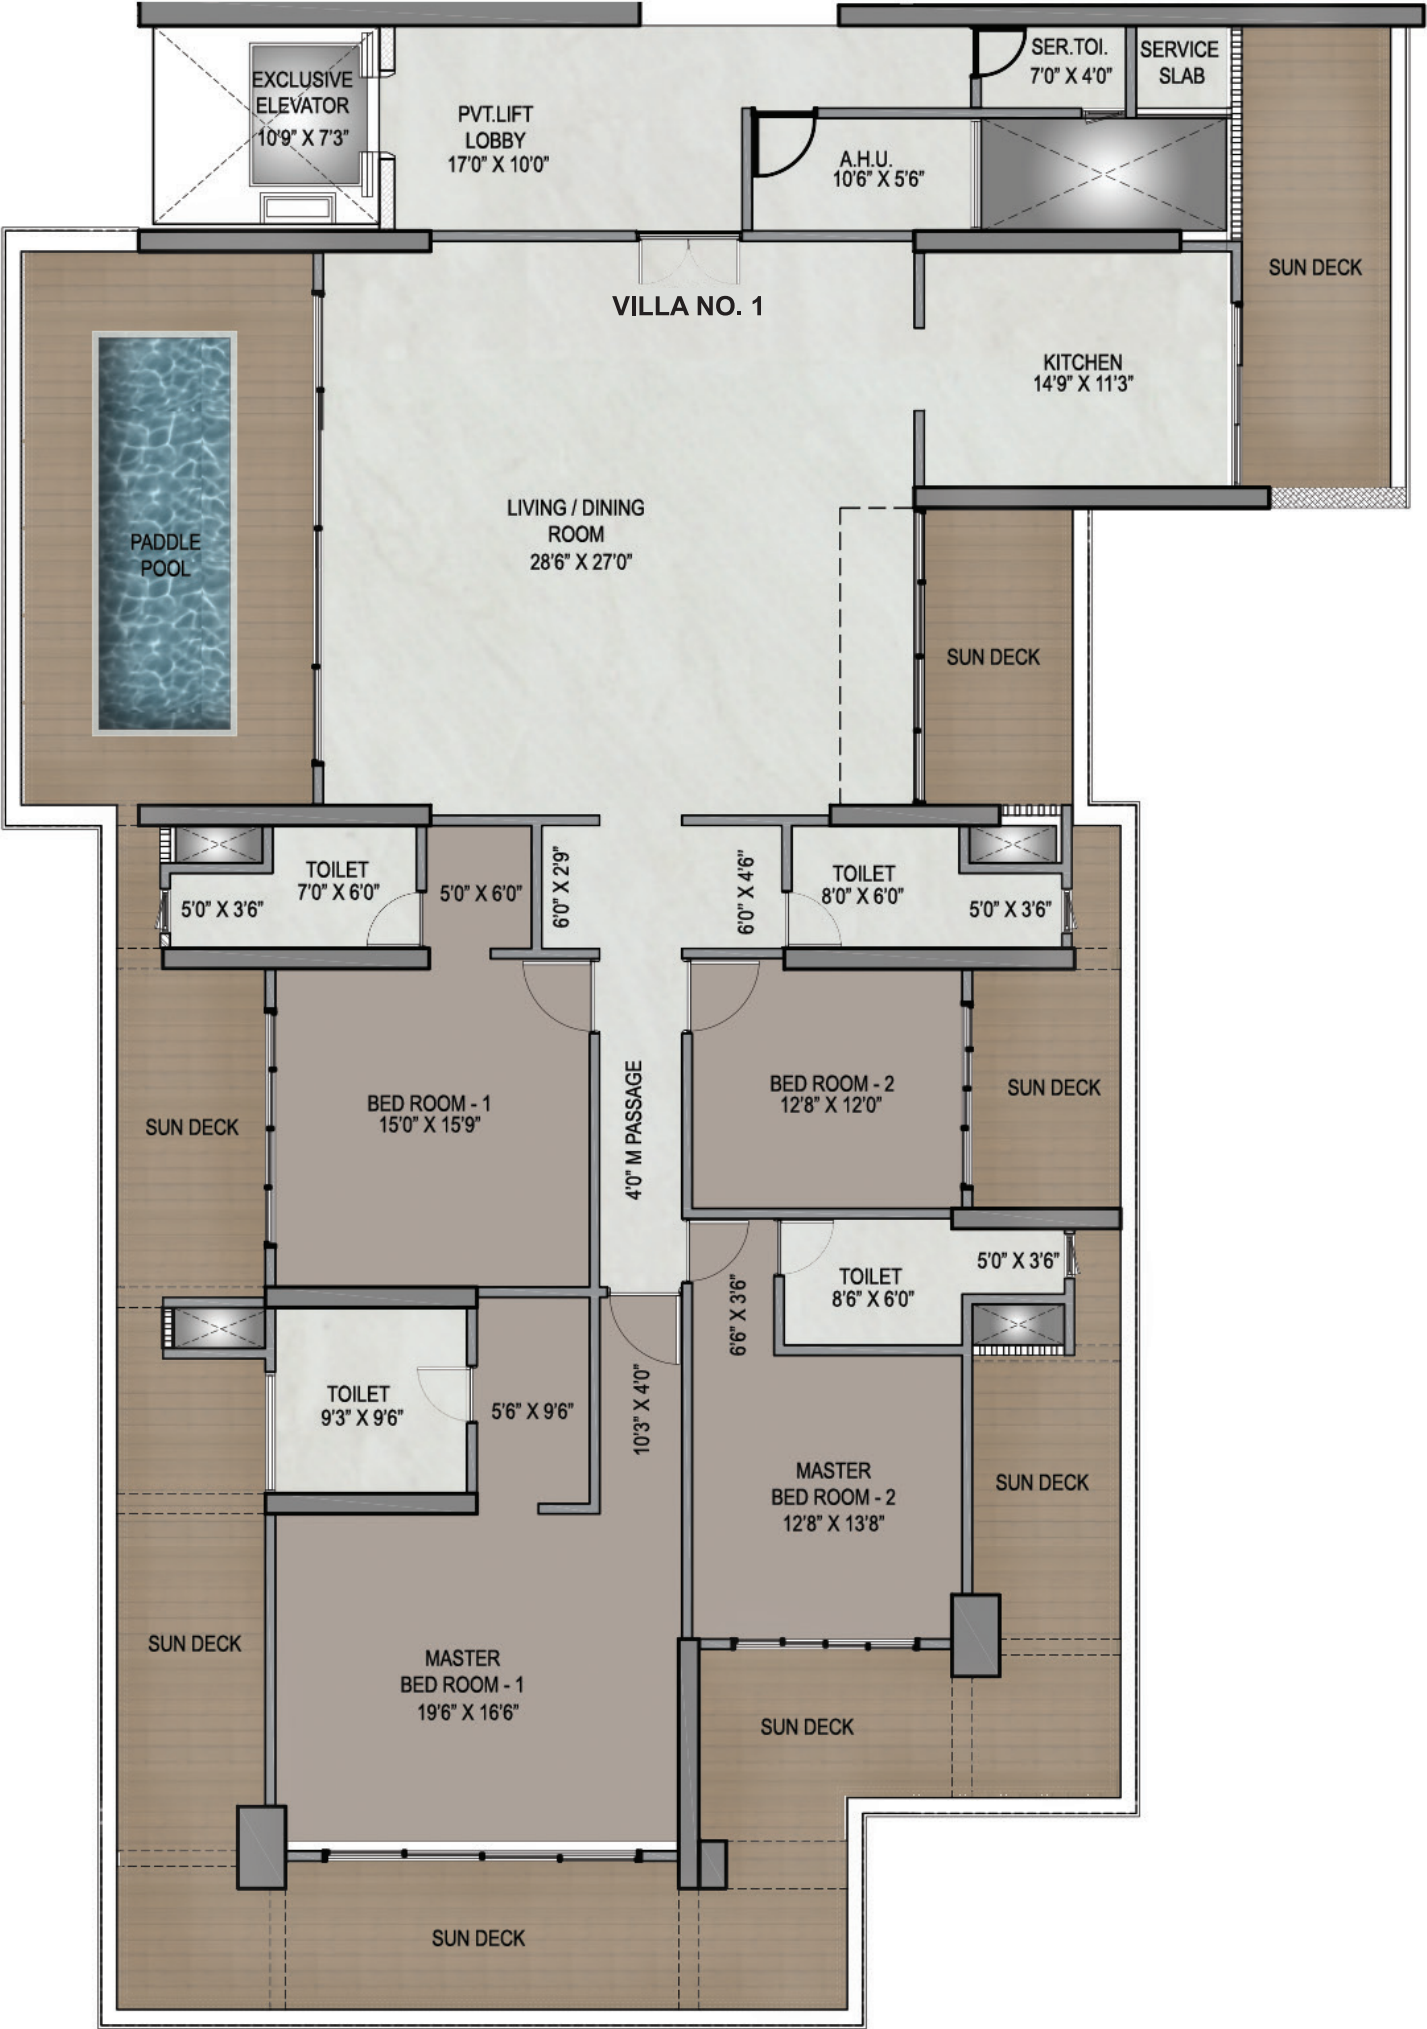 EXCLUSIVE
ELEVATOR
10'9" X 7'3"
PVT.LIFT
LOBBY
17'0" X 10'0"
SER.TOI.
7'0" X 4'0"
SERVICE
SLAB
A.H.U.
10'6" X 5'6"
SUN DECK
VILLA NO. 1
KITCHEN
14'9" X 11'3"
LIVING / DINING
ROOM
28'6" X 27'0"
PADDLE
POOL
SUN DECK
TOILET
7'0" X 6'0"
5'0" X 3'6"
5'0" X 6'0"
6'0" X 2'9"
6'0" X 4'6"
TOILET
8'0" X 6'0"
5'0" X 3'6"
BED ROOM - 1
15'0" X 15'9"
SUN DECK
4'0" M PASSAGE
BED ROOM - 2
12'8" X 12'0"
SUN DECK
5'0" X 3'6"
TOILET
8'6" X 6'0"
6'6" X 3'6"
TOILET
9'3" X 9'6"
5'6" X 9'6"
10'3" X 4'0"
MASTER
BED ROOM - 2
12'8" X 13'8"
SUN DECK
SUN DECK
MASTER
BED ROOM - 1
19'6" X 16'6"
SUN DECK
SUN DECK